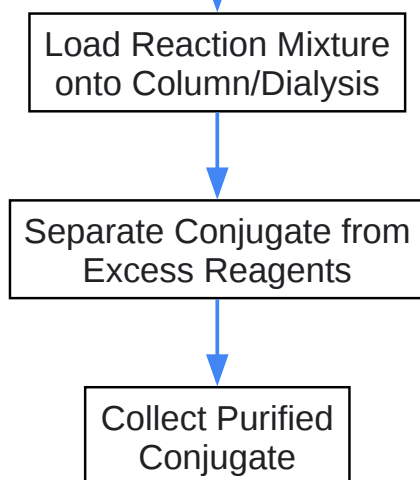 Load Reaction Mixture
onto Column/Dialysis
Separate Conjugate from
Excess Reagents
Collect Purified
Conjugate